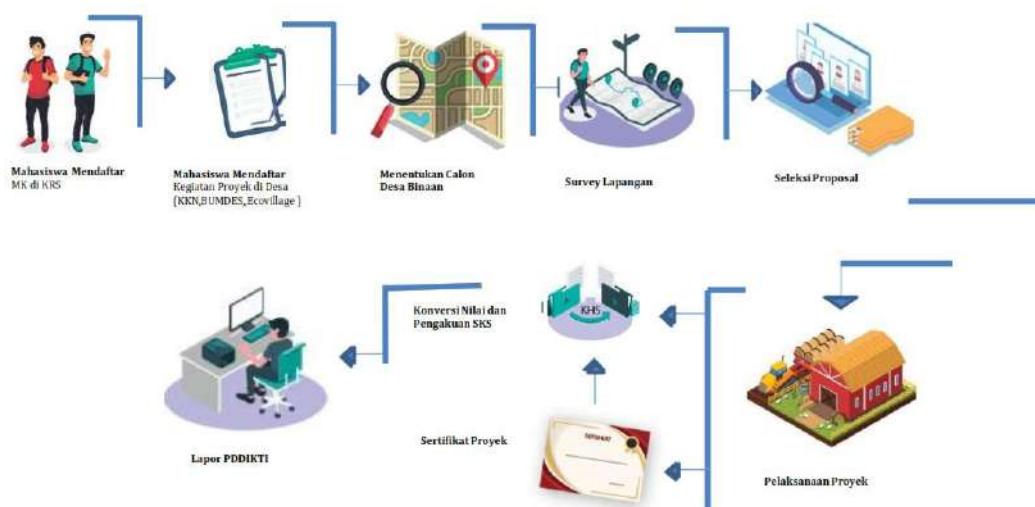 Mahasiswa Mendaftar
MK di KRS
Mahasiswa Mendaftar
Kegiatan Proyek di Desa
(KKN,BUMDES,Ecovillage )
Menentukan Calon
Desa Binaan
Survey Lapangan
Seleksi Proposal
Konversi Nilai dan
Pengakuan SKS
KHS
Lapor PDDIKTI
Sertifikat Proyek
SERTIFIKAT
Pelaksanaan Proyek